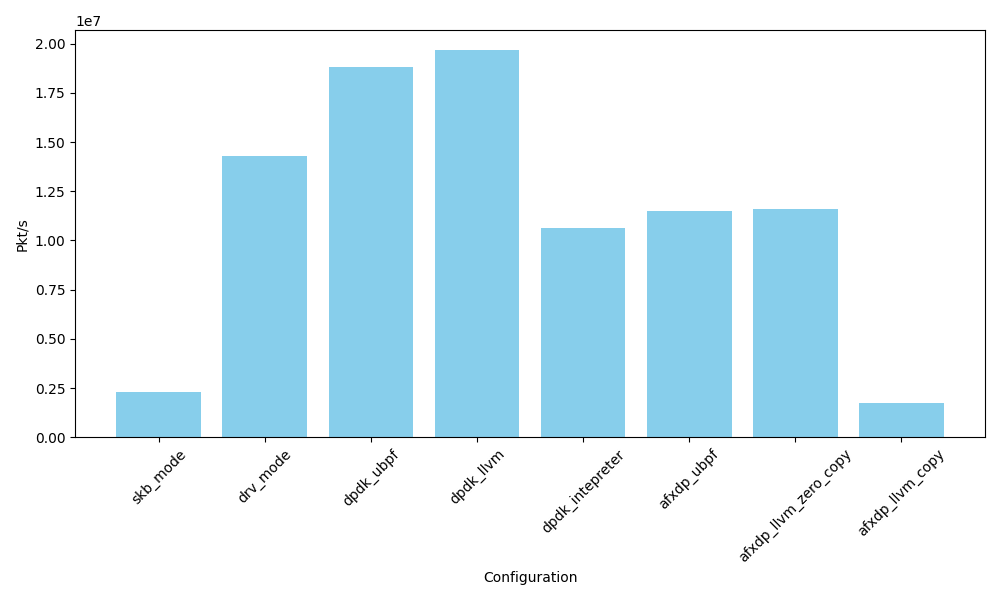 1e7
2.00
1.75
1.50
1.25
1.00
0.75
0.50
0.25
0.00
Pkt/s
skb_mode
drv_mode
dpdk_ubpf
dpdk_llvm
dpdk_intepreter
afxdp_ubpf
afxdp_llvm_zero_copy
afxdp_llvm_copy
Configuration